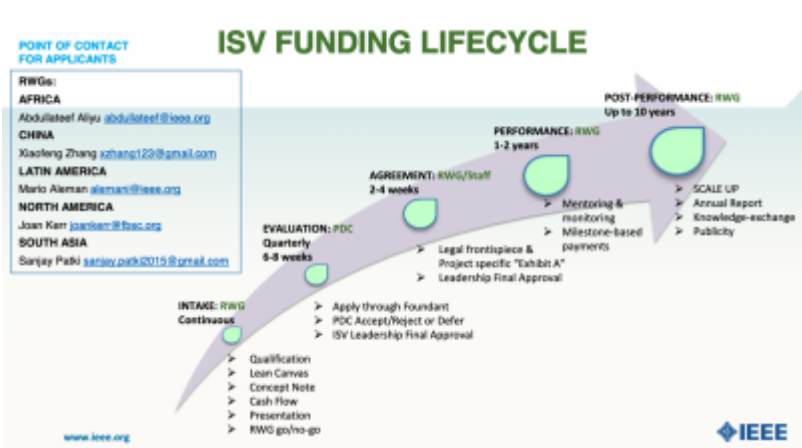 ISV FUNDING LIFECYCLE
POINT OF CONTACT
FOR APPLICANTS
RWGs:
AFRICA
Abdullateef Aliyu abdullateef@ieee.org
CHINA
Xiaofeng Zhang xzhang123@gmail.com
LATIN AMERICA
Mario Aleman alemani@ieee.org
NORTH AMERICA
Joan Kerr joankerr@fbsc.org
SOUTH ASIA
Sanjay Patki sanjay.patki2015@gmail.com
INTAKE: RWG
Continuous
➢ Qualification
➢ Lean Canvas
➢ Concept Note
➢ Cash Flow
➢ Presentation
➢ RWG go/no-go
EVALUATION: PDC
Quarterly
6-8 weeks
➢ Apply through Foundant
➢ PDC Accept/Reject or Defer
➢ ISV Leadership Final Approval
AGREEMENT: RWG/Staff
2-4 weeks
➢ Legal frontispiece &
Project specific "Exhibit A"
➢ Leadership Final Approval
PERFORMANCE: RWG
1-2 years
➢ Mentoring &
monitoring
➢ Milestone-based
payments
POST-PERFORMANCE: RWG
Up to 10 years
➢ SCALE UP
➢ Annual Report
➢ Knowledge-exchange
➢ Publicity
www.ieee.org
IEEE